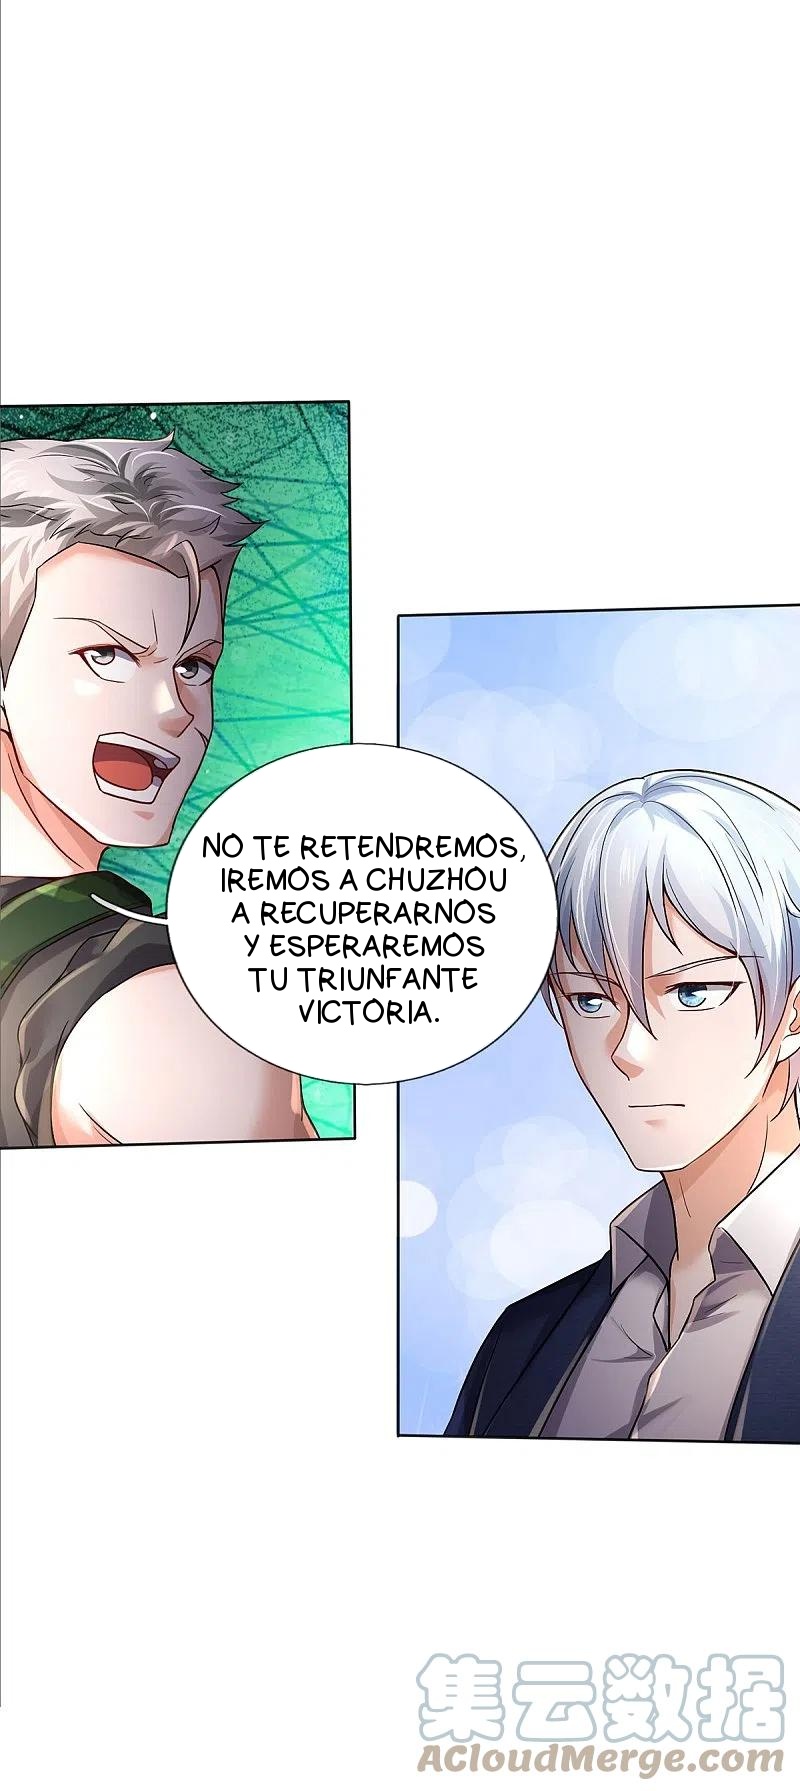 NO TE RETENDREMOS,
IREMOS A CHUZHOU
A RECUPERARNOS
Y ESPERAREMOS
TU TRIUNFANTE
VICTORIA.
集云数据
ACloudMerge.com